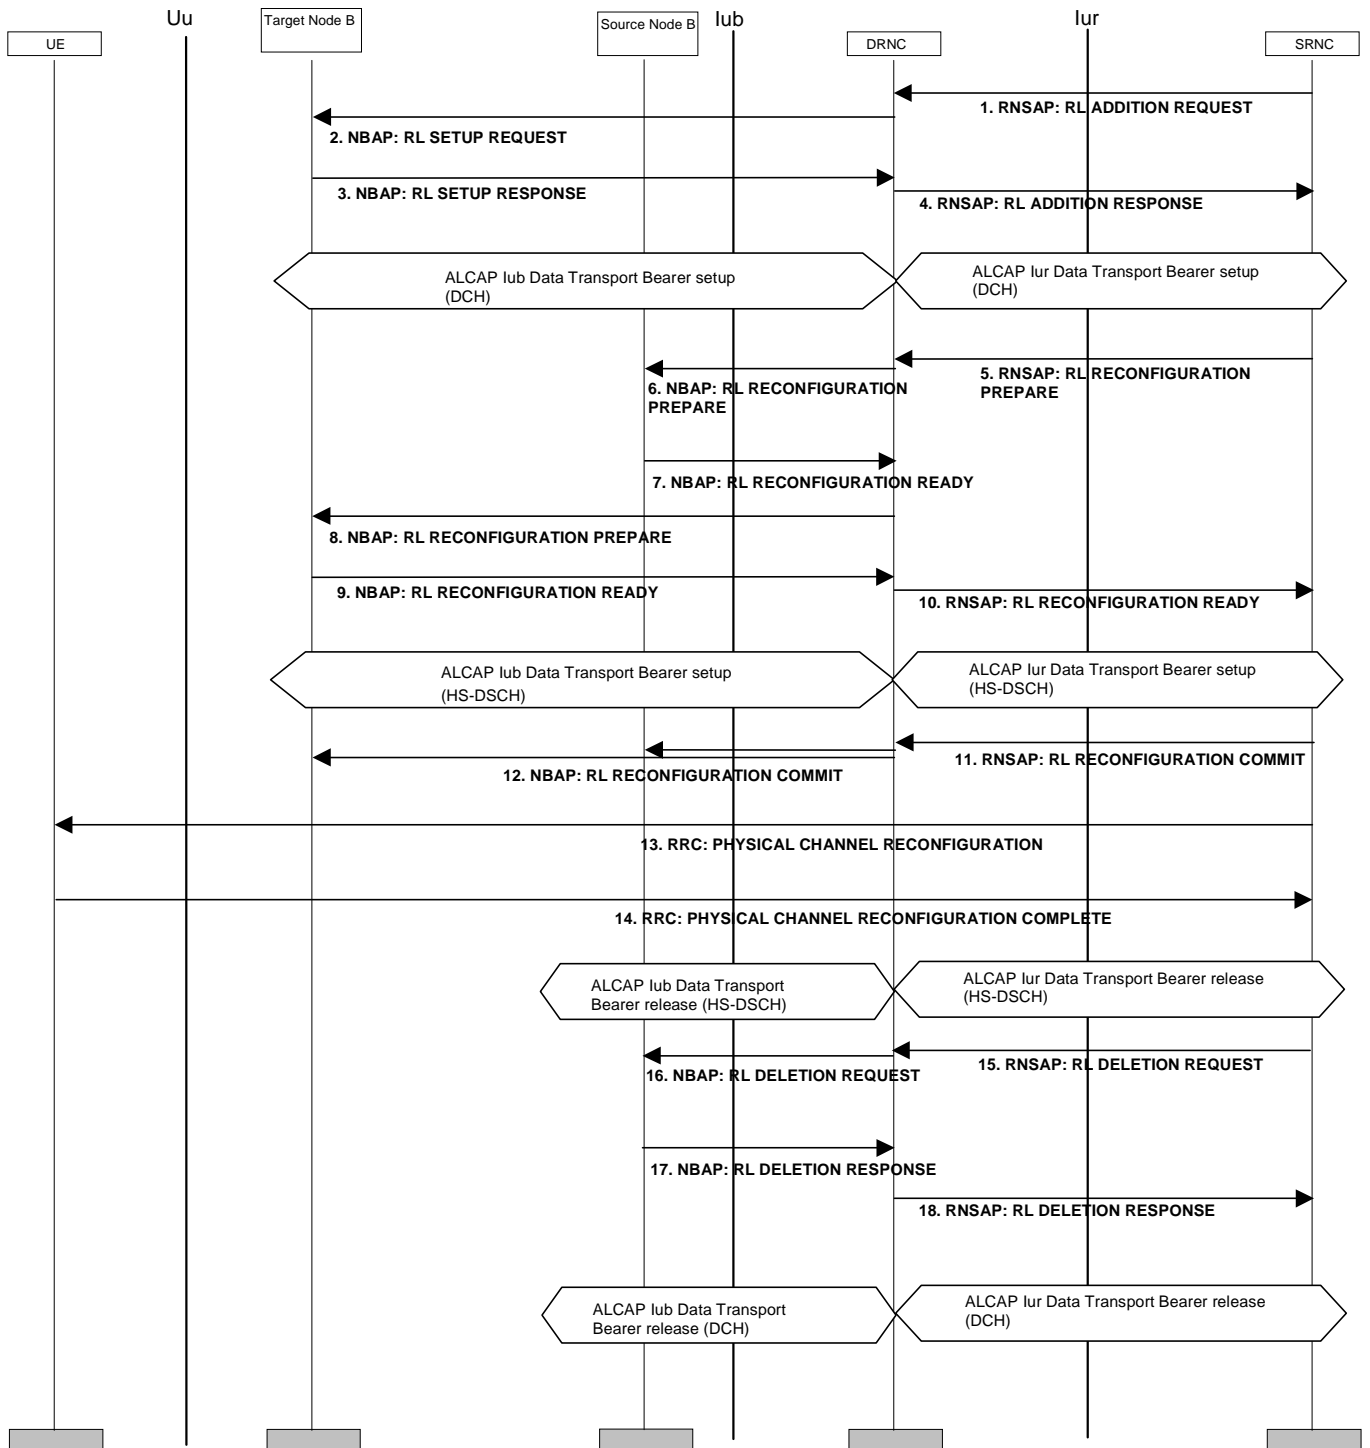 Uu
Target Node B
Source Node B
Iub
Iur
UE
DRNC
SRNC
1. RNSAP: RL ADDITION REQUEST
2. NBAP: RL SETUP REQUEST
3. NBAP: RL SETUP RESPONSE
4. RNSAP: RL ADDITION RESPONSE
ALCAP Iub Data Transport Bearer setup
(DCH)
ALCAP Iur Data Transport Bearer setup
(DCH)
5. RNSAP: RL RECONFIGURATION
PREPARE
6. NBAP: RL RECONFIGURATION
PREPARE
7. NBAP: RL RECONFIGURATION READY
8. NBAP: RL RECONFIGURATION PREPARE
9. NBAP: RL RECONFIGURATION READY
10. RNSAP: RL RECONFIGURATION READY
ALCAP Iub Data Transport Bearer setup
(HS-DSCH)
ALCAP Iur Data Transport Bearer setup
(HS-DSCH)
11. RNSAP: RL RECONFIGURATION COMMIT
12. NBAP: RL RECONFIGURATION COMMIT
13. RRC: PHYSICAL CHANNEL RECONFIGURATION
14. RRC: PHYSICAL CHANNEL RECONFIGURATION COMPLETE
ALCAP Iub Data Transport
Bearer release (HS-DSCH)
ALCAP Iur Data Transport Bearer release
(HS-DSCH)
15. RNSAP: RL DELETION REQUEST
16. NBAP: RL DELETION REQUEST
17. NBAP: RL DELETION RESPONSE
18. RNSAP: RL DELETION RESPONSE
ALCAP Iub Data Transport
Bearer release (DCH)
ALCAP Iur Data Transport Bearer release
(DCH)